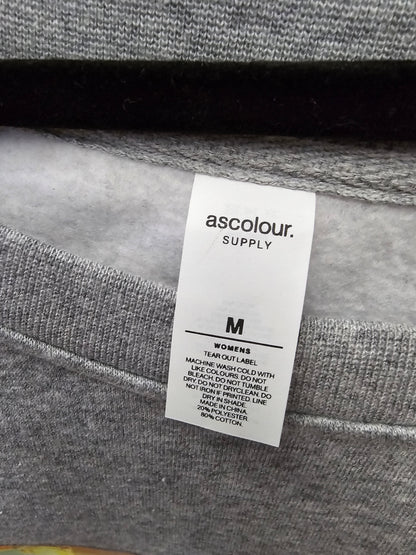 ascolour.
SUPPLY
M
WOMENS
TEAR OUT LABEL
MACHINE WASH COLD WITH
LIKE COLOURS. DO NOT
BLEACH. DO NOT TUMBLE
DRY. DO NOT DRYCLEAN. DO
NOT IRON IF PRINTED. LINE
DRY IN SHADE.
MADE IN CHINA.
20% POLYESTER
80% COTTON.